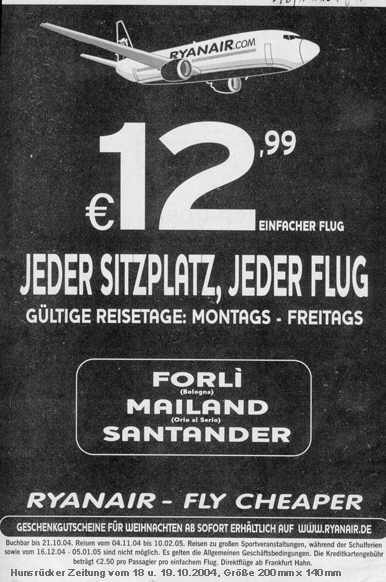 RYANAIR.COM
€12,99
EINFACHER FLUG
JEDER SITZPLATZ, JEDER FLUG
GÜLTIGE REISETAGE: MONTAGS - FREITAGS
FORLÌ
(Bologna)
MAILAND
(Orio al Serio)
SANTANDER
RYANAIR - FLY CHEAPER
GESCHENKGUTSCHEINE FÜR WEIHNACHTEN AB SOFORT ERHÄLTLICH AUF WWW.RYANAIR.DE
Buchbar bis 21.10.04. Reisen vom 04.11.04 bis 10.02.05. Reisen zu großen Sportveranstaltungen, während der Schulferien
sowie vom 16.12.04 - 05.01.05 sind nicht möglich. Es gelten die Allgemeinen Geschäftsbedingungen. Die Kreditkartengebühr
beträgt €2.50 pro Passagier pro einfachem Flug. Direktflüge ab Frankfurt Hahn.
Hunsrücker Zeitung vom 18 u. 19.10.2004, Größe 200mm x 140mm